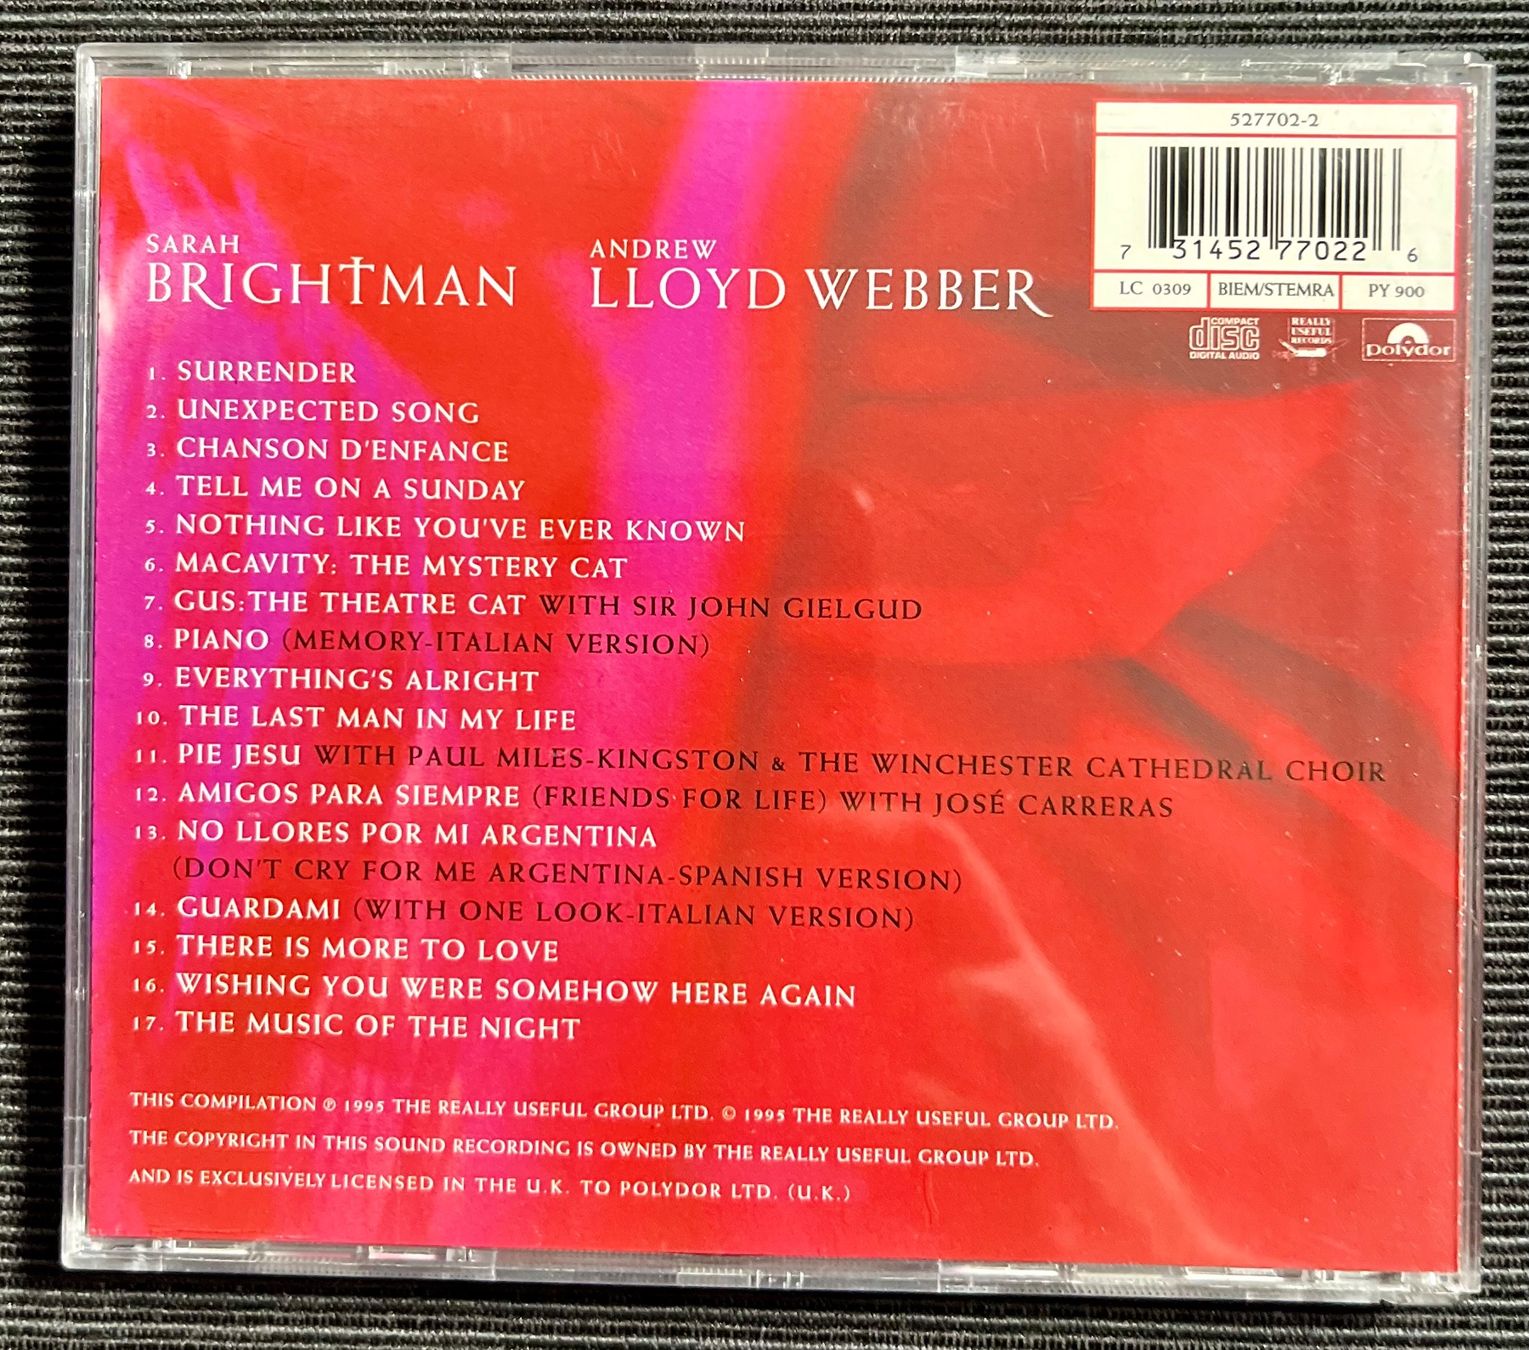 527702-2
7 31452 77022 6
LC 0309 BIEM/STEMRA PY 900
COMPACT
disc
DIGITAL AUDIO
REALLY
USEFUL
RECORDS
polydor
SARAH
BRIGHTMAN
ANDREW
LLOYD WEBBER
1. SURRENDER
2. UNEXPECTED SONG
3. CHANSON D'ENFANCE
4. TELL ME ON A SUNDAY
5. NOTHING LIKE YOU'VE EVER KNOWN
6. MACAVITY: THE MYSTERY CAT
7. GUS:THE THEATRE CAT WITH SIR JOHN GIELGUD
8. PIANO (MEMORY-ITALIAN VERSION)
9. EVERYTHING'S ALRIGHT
10. THE LAST MAN IN MY LIFE
11. PIE JESU WITH PAUL MILES-KINGSTON & THE WINCHESTER CATHEDRAL CHOIR
12. AMIGOS PARA SIEMPRE (FRIENDS FOR LIFE) WITH JOSÉ CARRERAS
13. NO LLORES POR MI ARGENTINA
(DON'T CRY FOR ME ARGENTINA-SPANISH VERSION)
14. GUARDAMI (WITH ONE LOOK-ITALIAN VERSION)
15. THERE IS MORE TO LOVE
16. WISHING YOU WERE SOMEHOW HERE AGAIN
17. THE MUSIC OF THE NIGHT
THIS COMPILATION ℗ 1995 THE REALLY USEFUL GROUP LTD. © 1995 THE REALLY USEFUL GROUP LTD.
THE COPYRIGHT IN THIS SOUND RECORDING IS OWNED BY THE REALLY USEFUL GROUP LTD.
AND IS EXCLUSIVELY LICENSED IN THE U.K. TO POLYDOR LTD. (U.K.)